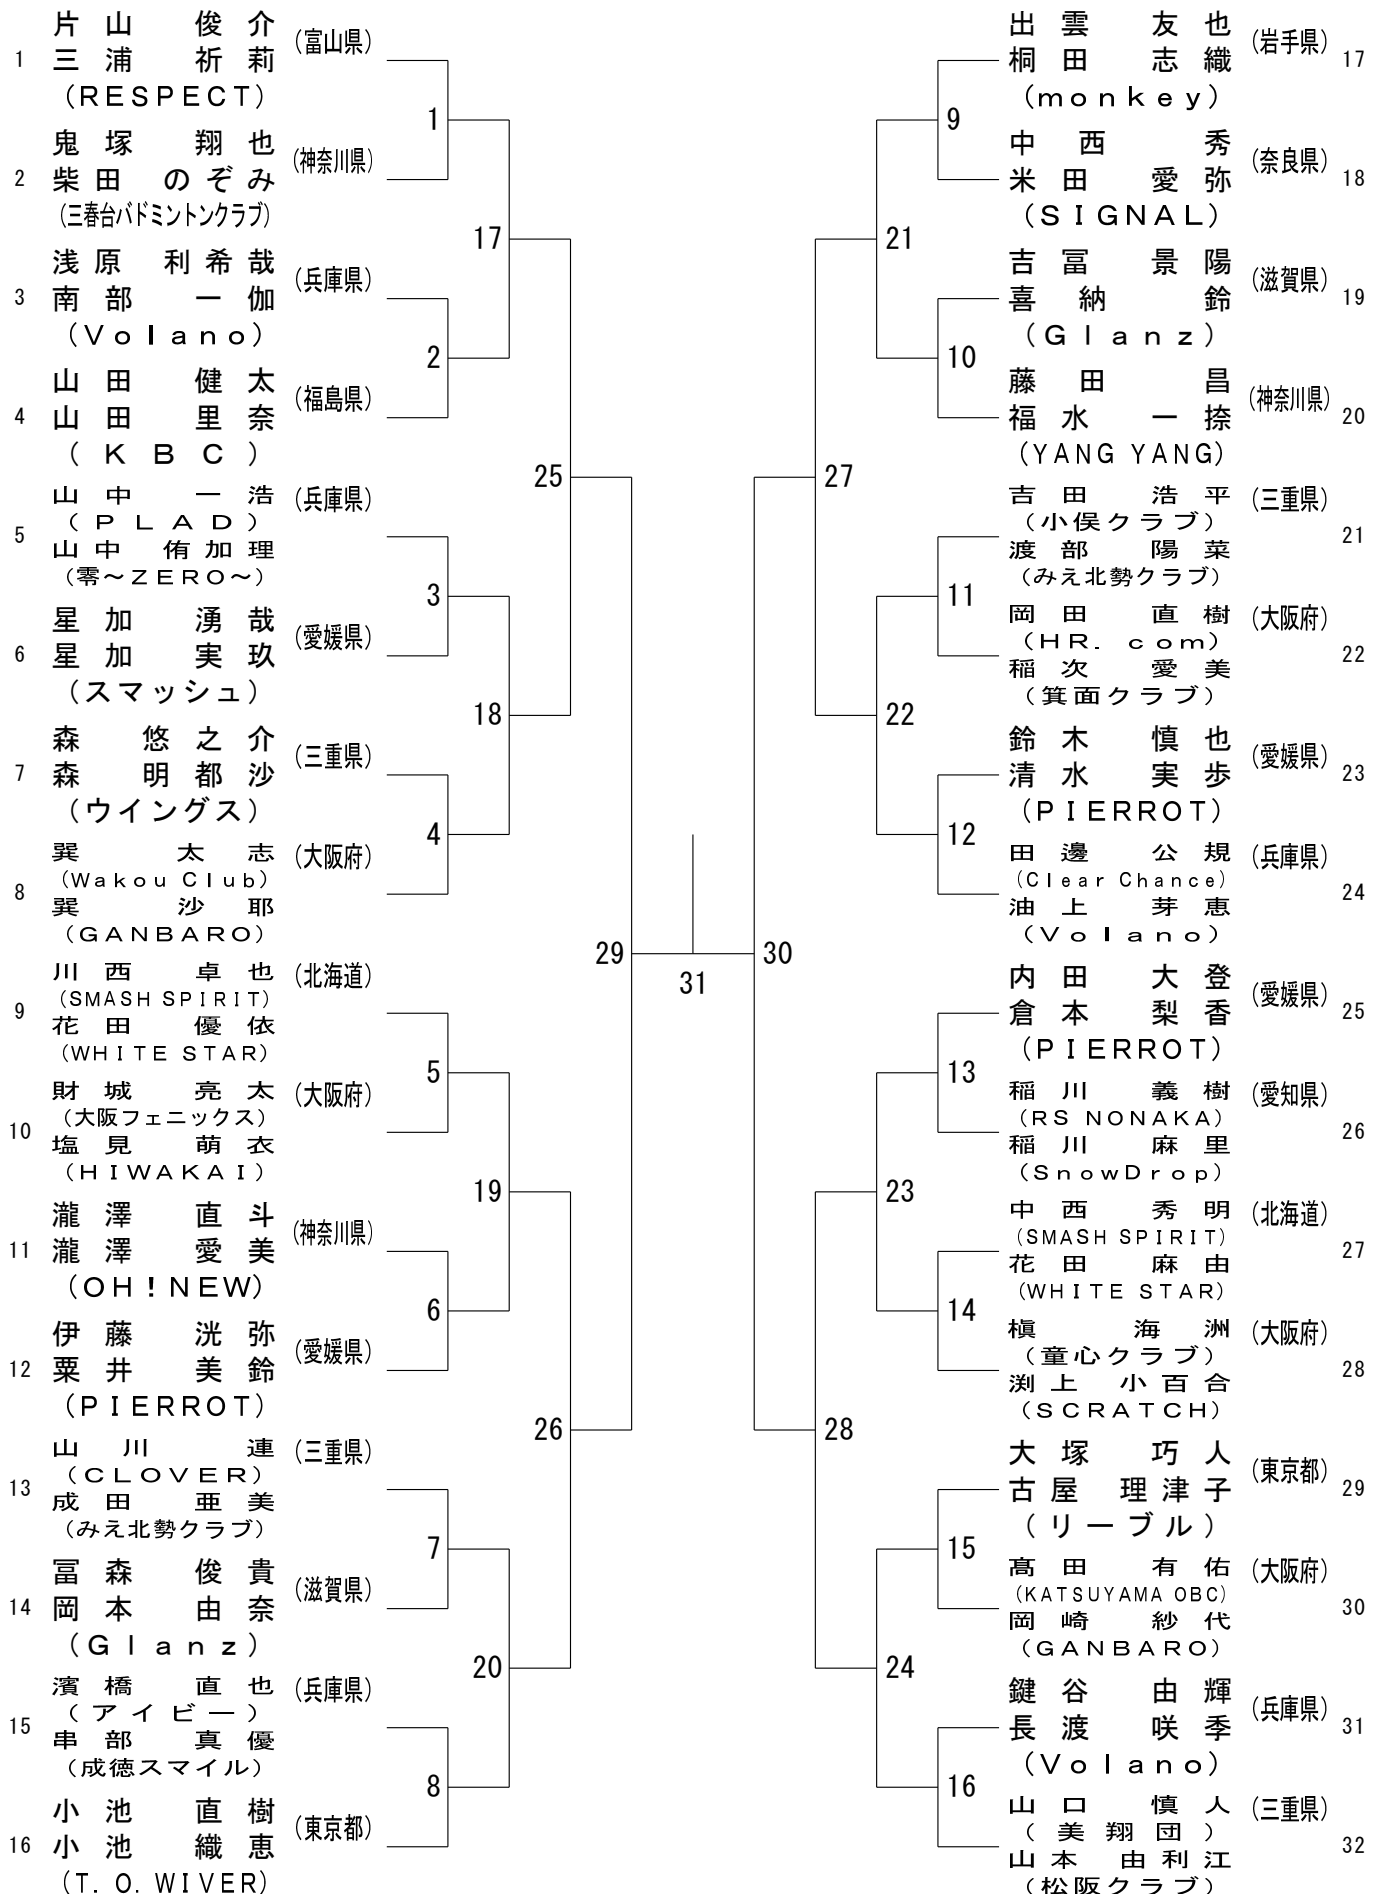 片山 俊介 (富山県)
1 三浦 祈莉
(RESPECT)
1
鬼塚 翔也 (神奈川県)
2 柴田 のぞみ
(三春台バドミントンクラブ)
17
浅原 利希哉 (兵庫県)
3 南部 一伽
(Volano)
2
山田 健太 (福島県)
4 山田 里奈
(KBC)
25
山中 一浩 (兵庫県)
(PLAD)
5
山中 侑加理
(零～ZERO～)
3
星加 湧哉 (愛媛県)
6 星加 実玖
(スマッシュ)
18
森 悠之介 (三重県)
7 森 明都沙
(ウイングス)
4
巽 太志 (大阪府)
(Wakou Club)
8
巽 沙耶
(GANBARO)
29
川西 卓也 (北海道)
(SMASH SPIRIT)
9
花田 優依
(WHITE STAR)
5
財城 亮太 (大阪府)
(大阪フェニックス)
10
塩見 萌衣
(HIWAKAI)
19
瀧澤 直斗 (神奈川県)
11 瀧澤 愛美
(OH!NEW)
6
伊藤 洸弥 (愛媛県)
12 粟井 美鈴
(PIERROT)
26
山川 連 (三重県)
(CLOVER)
13
成田 亜美
(みえ北勢クラブ)
7
冨森 俊貴 (滋賀県)
14 岡本 由奈
(Glanz)
20
濱橋 直也 (兵庫県)
(アイビー)
15
串部 真優
(成徳スマイル)
8
小池 直樹 (東京都)
16 小池 織恵
(T.O.WIVER)
31
出雲 友也 (岩手県)
桐田 志織 17
(monkey)
9
中西 秀 (奈良県)
米田 愛弥 18
(SIGNAL)
21
吉冨 景陽 (滋賀県)
喜納 鈴 19
(Glanz)
10
藤田 昌 (神奈川県)
福水 一捺 20
(YANG YANG)
27
吉田 浩平 (三重県)
(小俣クラブ)
21
渡部 陽菜
(みえ北勢クラブ)
11
岡田 直樹 (大阪府)
(HR.com)
22
稲次 愛美
(箕面クラブ)
22
鈴木 慎也 (愛媛県)
清水 実歩 23
(PIERROT)
12
田邊 公規 (兵庫県)
(Clear Chance)
24
油上 芽恵
(Volano)
30
内田 大登 (愛媛県)
倉本 梨香 25
(PIERROT)
13
稲川 義樹 (愛知県)
(RS NONAKA)
26
稲川 麻里
(SnowDrop)
23
中西 秀明 (北海道)
(SMASH SPIRIT)
27
花田 麻由
(WHITE STAR)
14
槇 海洲 (大阪府)
(童心クラブ)
28
渕上 小百合
(SCRATCH)
28
大塚 巧人 (東京都)
古屋 理津子 29
(リーブル)
15
髙田 有佑 (大阪府)
(KATSUYAMA OBC)
30
岡崎 紗代
(GANBARO)
24
鍵谷 由輝 (兵庫県)
長渡 咲季 31
(Volano)
16
山口 慎人 (三重県)
(美翔団)
32
山本 由利江
(松阪クラブ)